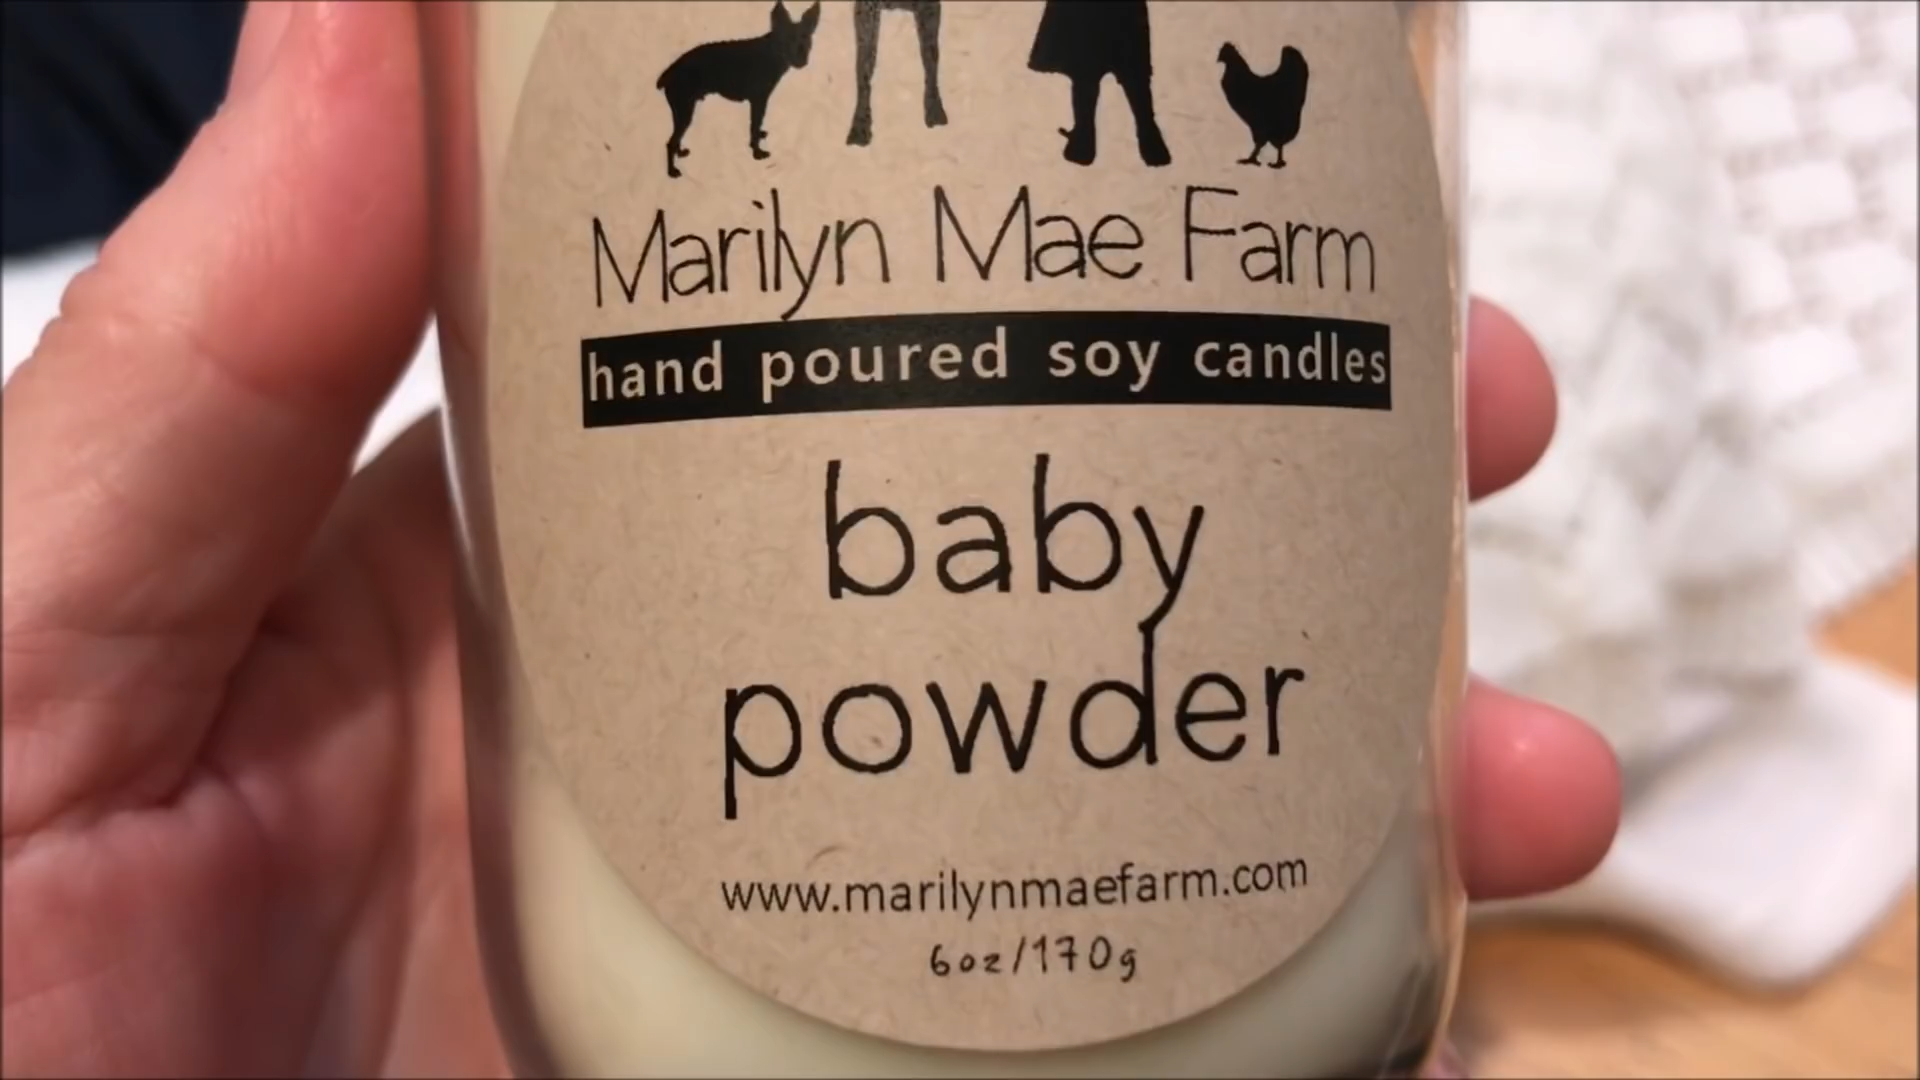 Marilyn Mae Farm
hand poured soy candles
baby
powder
www.marilynmaefarm.com
6oz/170g